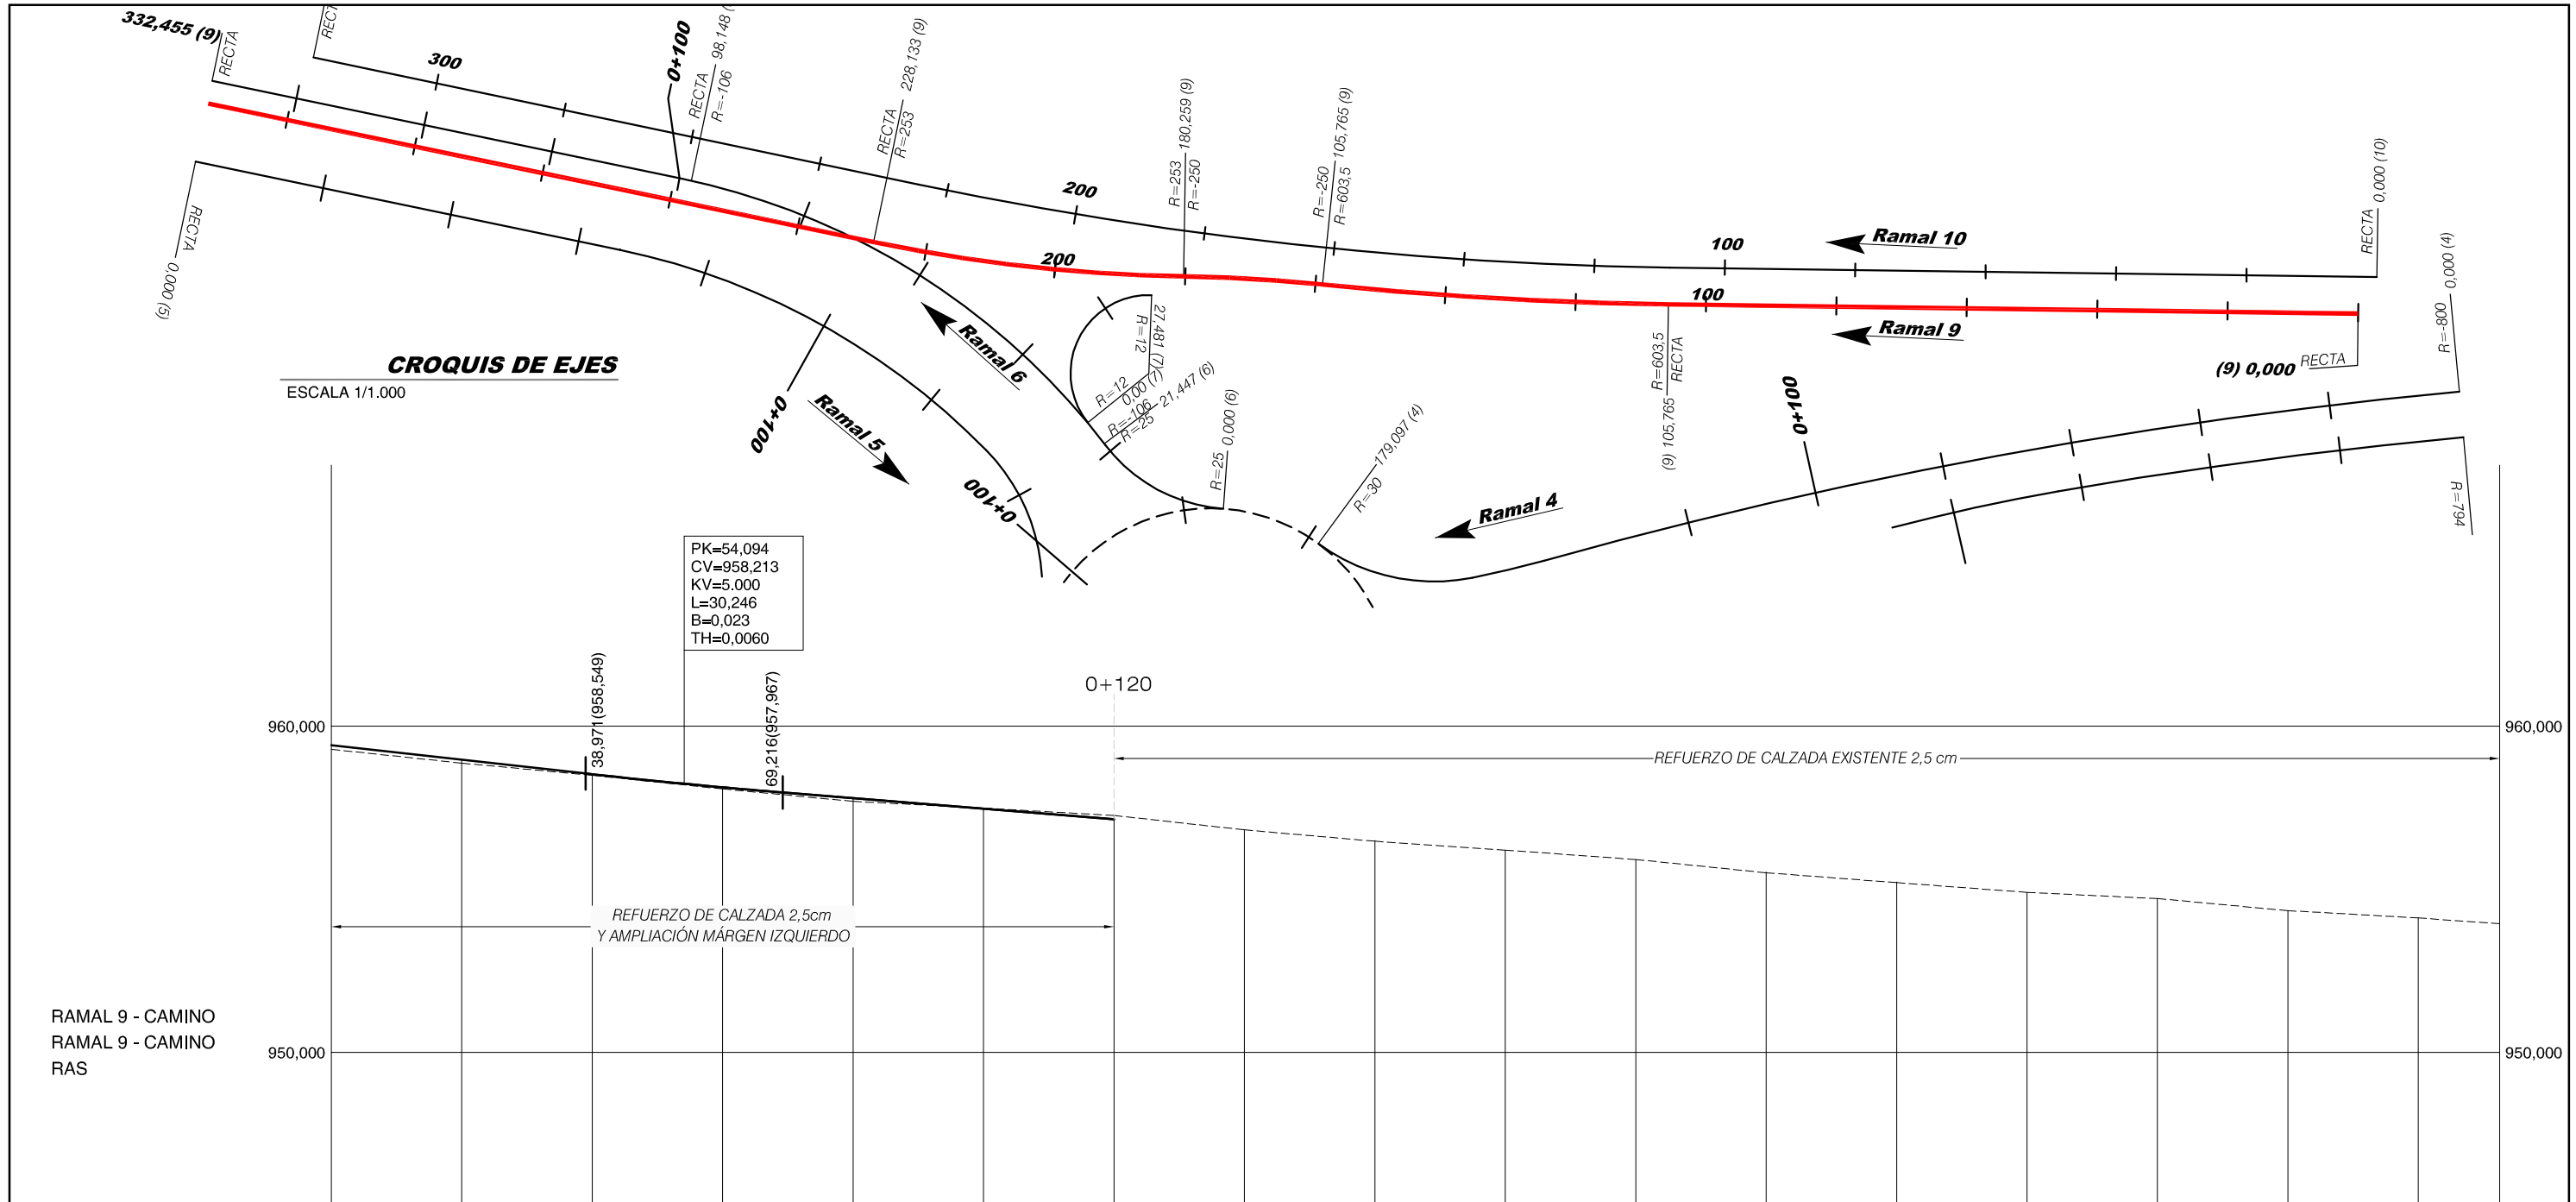 332,455 (9)
RECTA
300
0+100
RECTA 98,148
R=-106
RECTA 228,133 (9)
R=253
R=253 180,259 (9)
R=-250
R=-250 105,765 (9)
R=603,5
200
200
100
100
Ramal 10
Ramal 9
RECTA 0,000 (10)
R=-800 0,000 (4)
(9) 0,000 RECTA
RECTA 0,000 (5)
CROQUIS DE EJES
ESCALA 1/1.000
Ramal 6
Ramal 5
0+100
0+100
27,481 (7)
R=12
R=12 0,00 (7)
R=-106
R=25 21,447 (6)
R=25 0,000 (6)
179,097 (4)
R=30
R=603,5
RECTA
(9) 105,765
0+100
Ramal 4
R=794
PK=54,094
CV=958,213
KV=5.000
L=30,246
B=0,023
TH=0,0060
38,971(958,549)
69,216(957,967)
0+120
960,000
960,000
REFUERZO DE CALZADA EXISTENTE 2,5 cm
REFUERZO DE CALZADA 2,5cm
Y AMPLIACIÓN MÁRGEN IZQUIERDO
RAMAL 9 - CAMINO
RAMAL 9 - CAMINO
RAS
950,000
950,000